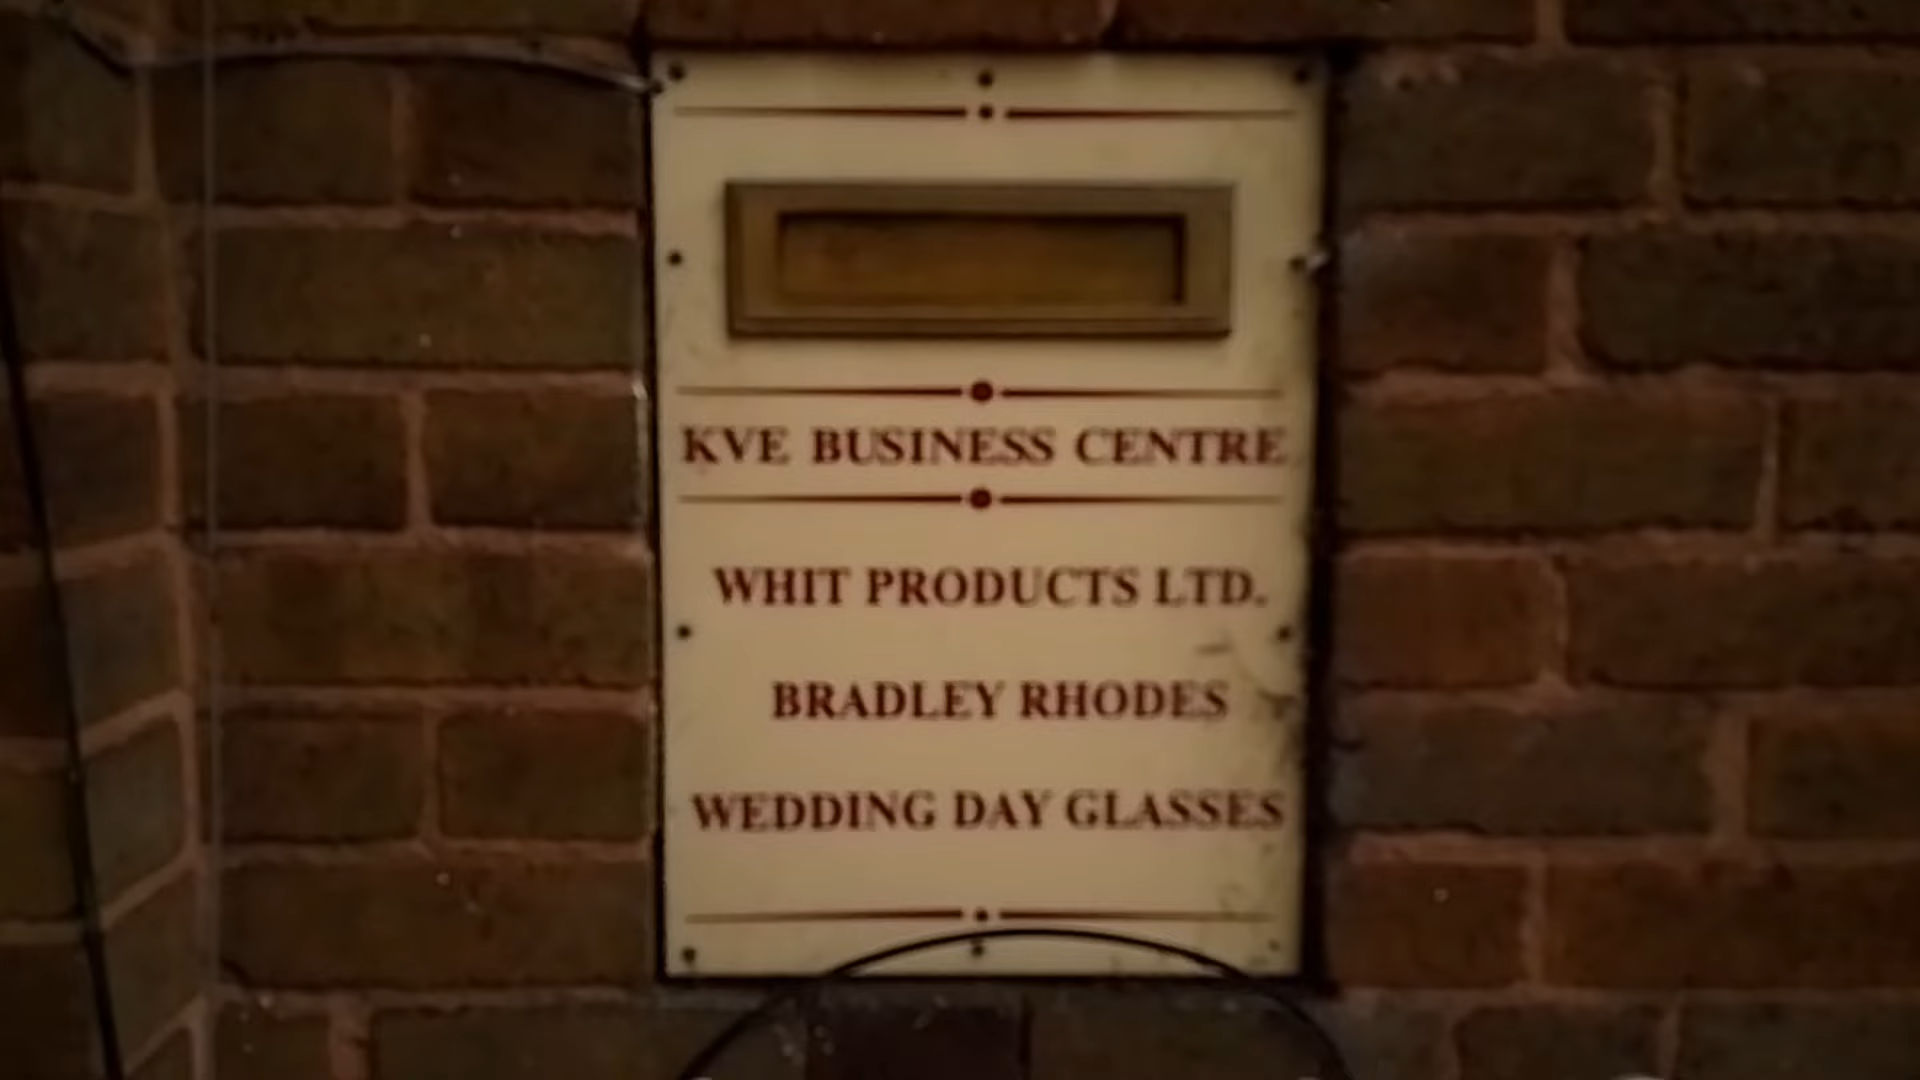 KVE BUSINESS CENTRE
WHIT PRODUCTS LTD.
BRADLEY RHODES
WEDDING DAY GLASSES